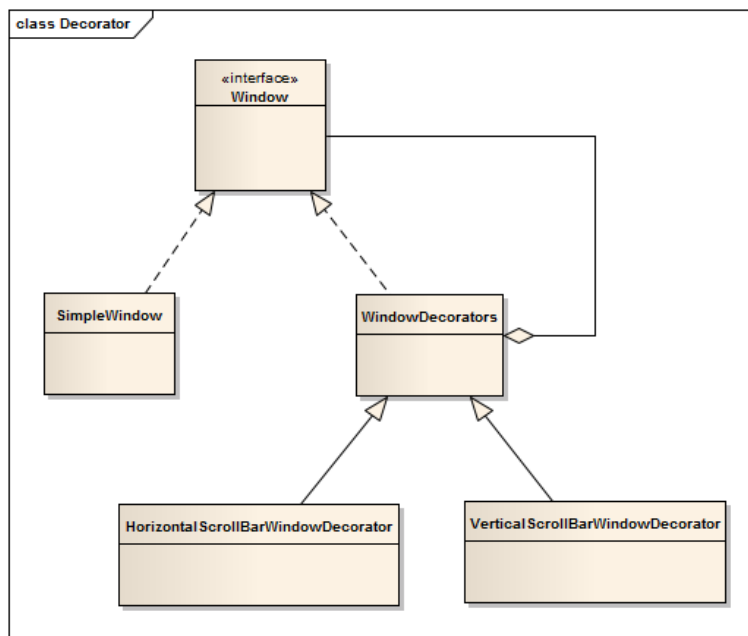 class Decorator
«interface»
Window
SimpleWindow
WindowDecorators
HorizontalScrollBarWindowDecorator
VerticalScrollBarWindowDecorator